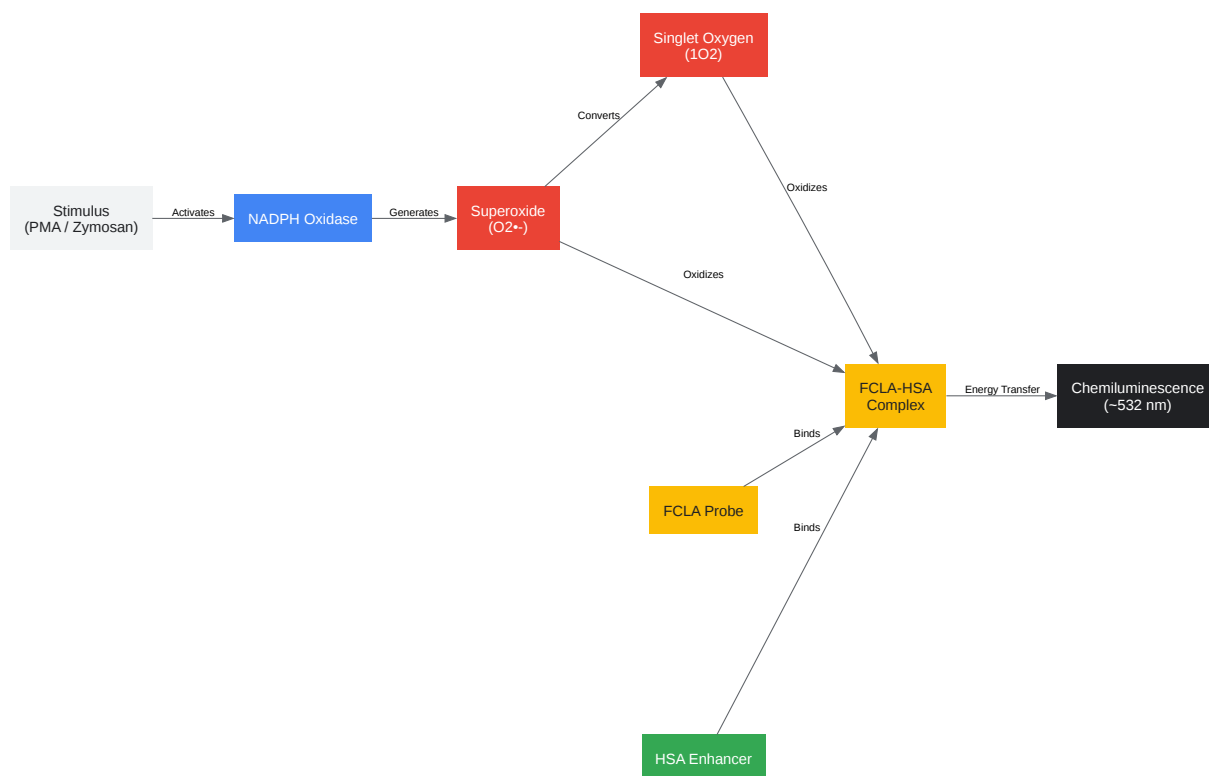 Singlet Oxygen
(1O2)
Converts
Oxidizes
Stimulus
(PMA / Zymosan)
Activates
NADPH Oxidase
Generates
Superoxide
(O2•-)
Oxidizes
FCLA-HSA
Complex
Energy Transfer
Chemiluminescence
(~532 nm)
Binds
FCLA Probe
Binds
HSA Enhancer